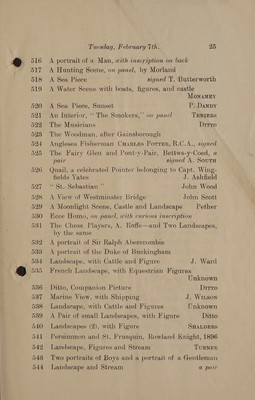 Tuesday, February 7th. 25
516 A portrait of a Man, with inscription on back
517 A Hunting Scene, on panel, by Morland
518 A Sea Piece signed T. Butterworth
519 A Water Scene with boats, figures, and castle
Monamey
520 A Sea Piece, Sunset P. Dandy
521 An Interior, "The Smokers," on panel Teniers
522 The Musicians Ditto
523 The Woodman, after Gainsborough
524 Anglesea Fisherman Charles Potter, R.C.A., signed
525 The Fairy Glen and Pont-y-Pair, Bettws-y-Coed, a
pair signed A. South
526 Quail, a celebrated Pointer belonging to Capt. Wing-
fields Yates J. Ashfield
527 "St. Sebastian" John Wood
528 A View of Westminster Bridge John Scott
529 A Moonlight Scene, Castle and Landscape Pether
530 Ecce Homo, on panel, with curious inscription
531 The Chess Players, A. Roffe—and Two Landscapes,
by the same
532 A portrait of Sir Ralph Abercrombie
533 A portrait of the Duke of Buckingham
534 Landscape, with Cattle and Figure J. Ward
535 French Landscape, with Equestrian Figures
Unknown
536 Ditto, Companion Picture Ditto
537 Marine View, with Shipping J. Wilson
538 Landscape, with Cattle and Figures Unknown
539 A Pair of small Landscapes, with Figure Ditto
540 Landscapes (2), with Figure Shalders
541 Persimmon and St. Frusquin, Rowland Knight, 1896
542 Landscape, Figures and Stream Turner
543 Two portraits of Boys and a portrait of a Gentleman
544 Landscape and Stream a pair